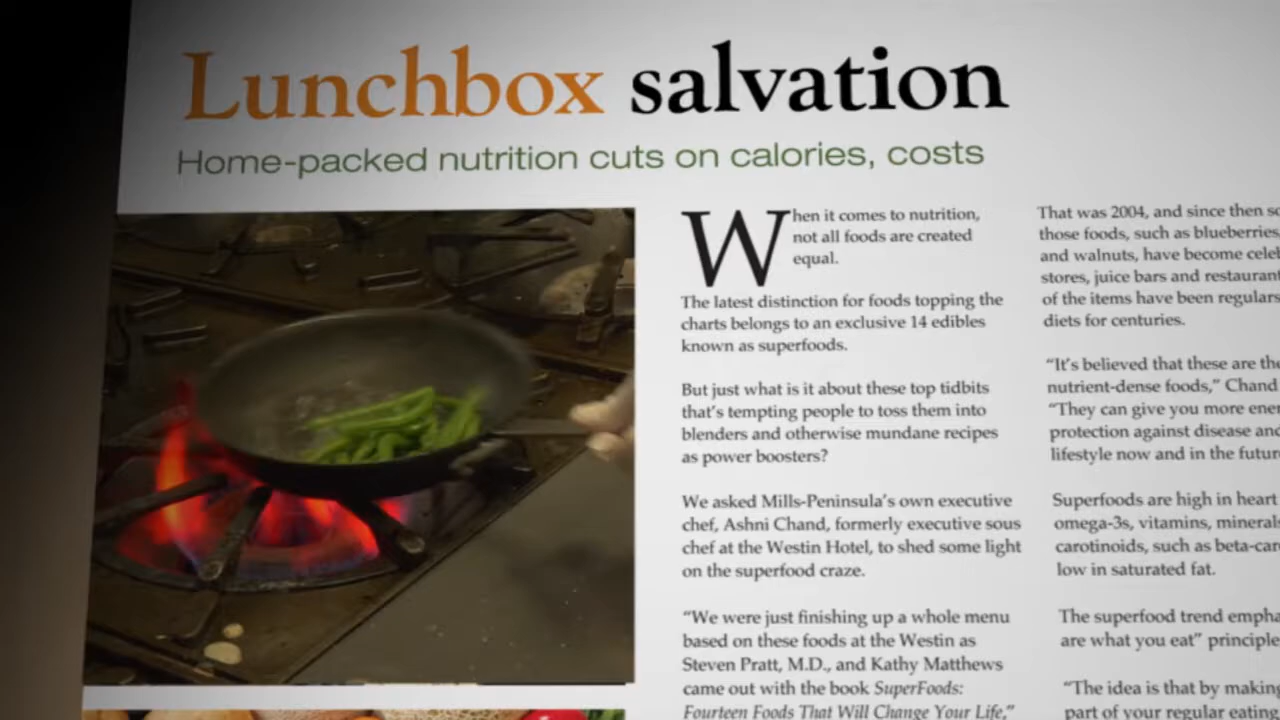 Lunchbox salvation
Home-packed nutrition cuts on calories, costs
When it comes to nutrition,
not all foods are created
equal.
The latest distinction for foods topping the
charts belongs to an exclusive 14 edibles
known as superfoods.
But just what is it about these top tidbits
that's tempting people to toss them into
blenders and otherwise mundane recipes
as power boosters?
We asked Mills-Peninsula's own executive
chef, Ashni Chand, formerly executive sous
chef at the Westin Hotel, to shed some light
on the superfood craze.
“We were just finishing up a whole menu
based on these foods at the Westin as
Steven Pratt, M.D., and Kathy Matthews
came out with the book SuperFoods:
Fourteen Foods That Will Change Your Life,”
That was 2004, and since then
those foods, such as blueberries,
and walnuts, have become
stores, juice bars and
of the items have been regulars
diets for centuries.
“It's believed that these are
nutrient-dense foods,” Chand
“They can give you more
protection against disease
lifestyle now and in the
Superfoods are high in heart
omega-3s, vitamins,
carotinoids, such as
low in saturated fat.
The superfood trend
are what you eat” principle
“The idea is that by making
part of your regular eating